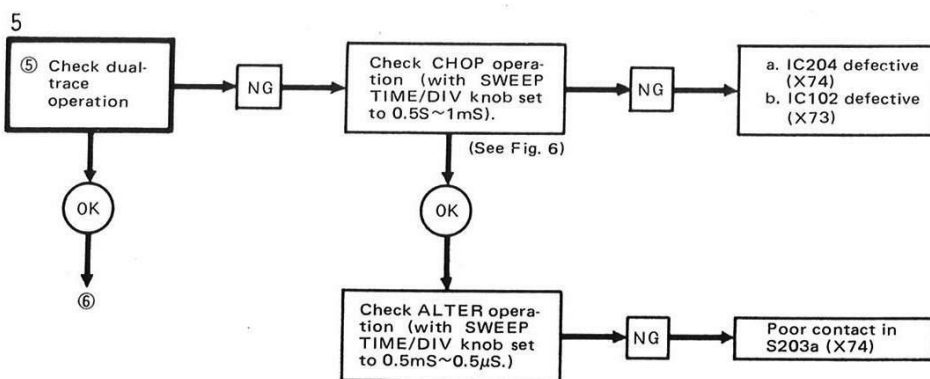 5
⑤ Check dual-
trace
operation
NG
Check CHOP opera-
tion (with SWEEP
TIME/DIV knob set
to 0.5S~1mS).
NG
a. IC204 defective
(X74)
b. IC102 defective
(X73)
(See Fig. 6)
OK
OK
⑥
Check ALTER opera-
tion (with SWEEP
TIME/DIV knob set
to 0.5mS~0.5μS.)
NG
Poor contact in
S203a (X74)